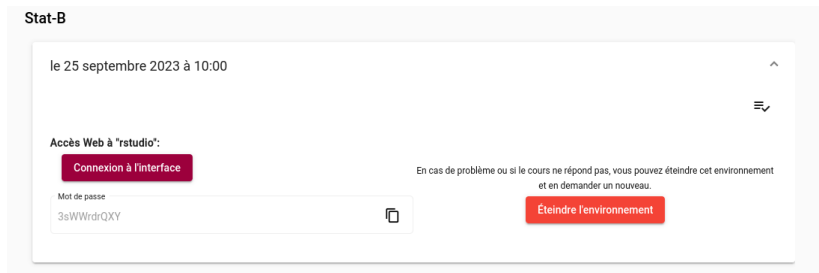 Stat-B
le 25 septembre 2023 à 10:00
Accès Web à "rstudio":
Connexion à l'interface
Mot de passe
3sWWrdrQXY
En cas de problème ou si le cours ne répond pas, vous pouvez éteindre cet environnement
et en demander un nouveau.
Éteindre l'environnement